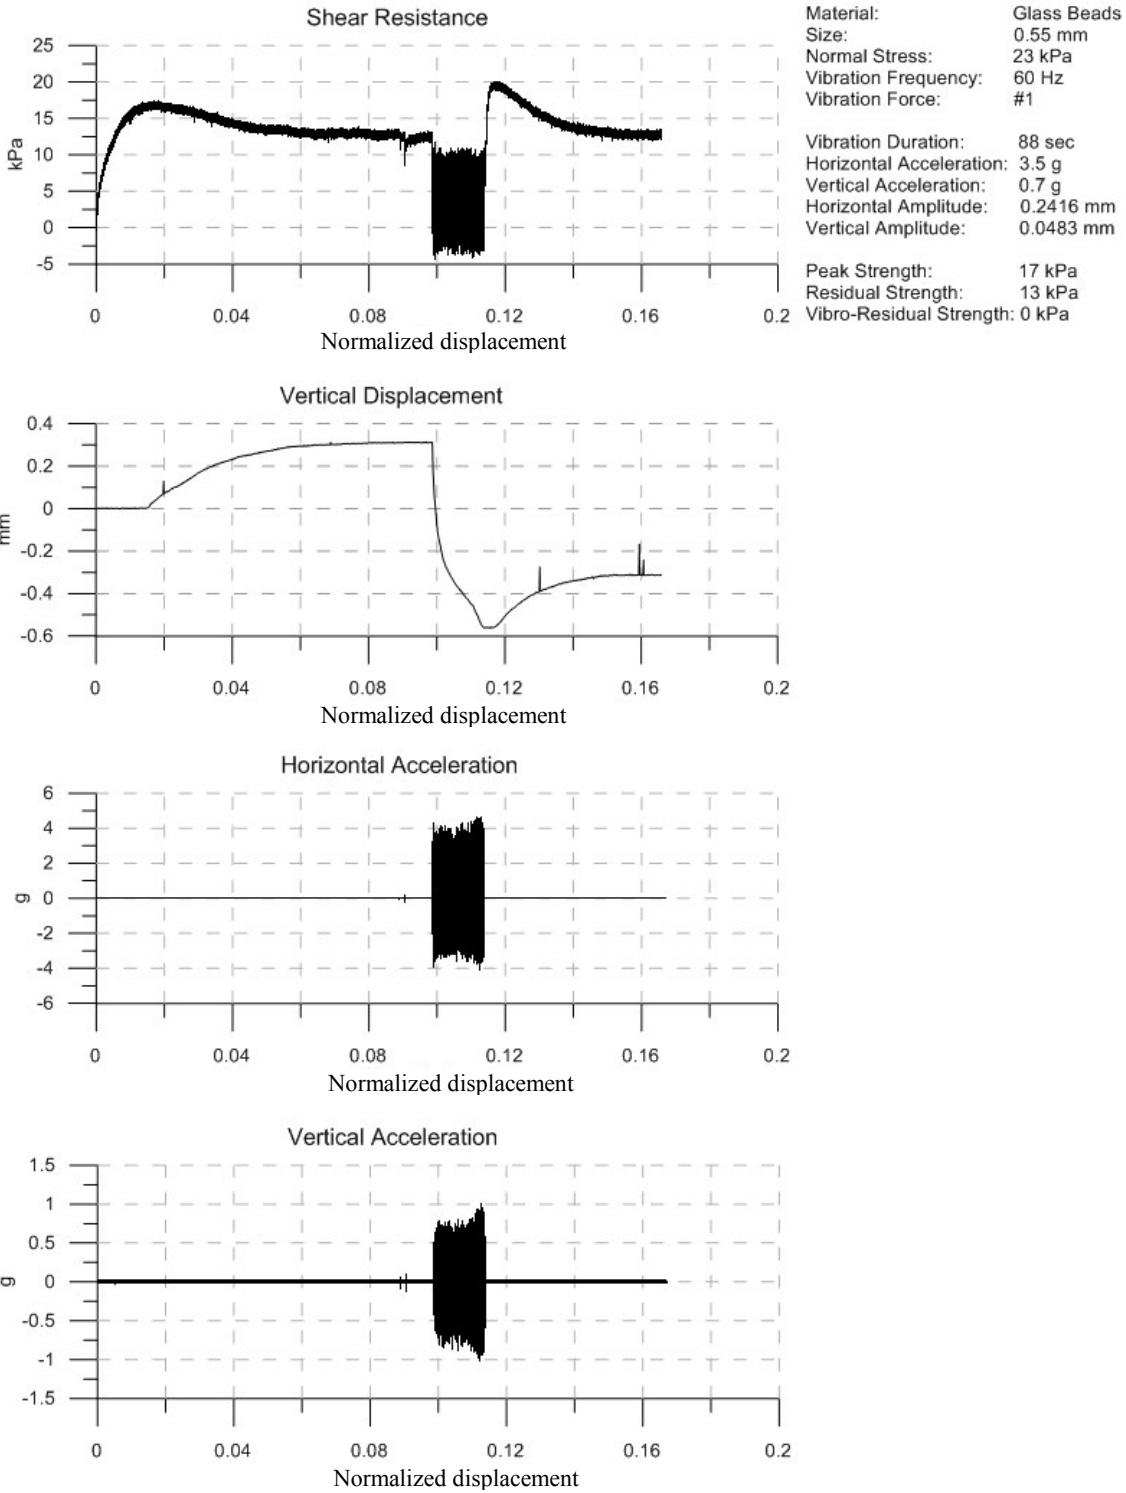 Shear Resistance
25
20
15
10
5
0
-5
kPa
0 0.04 0.08 0.12 0.16 0.2
Normalized displacement
Material: Glass Beads
Size: 0.55 mm
Normal Stress: 23 kPa
Vibration Frequency: 60 Hz
Vibration Force: #1
Vibration Duration: 88 sec
Horizontal Acceleration: 3.5 g
Vertical Acceleration: 0.7 g
Horizontal Amplitude: 0.2416 mm
Vertical Amplitude: 0.0483 mm
Peak Strength: 17 kPa
Residual Strength: 13 kPa
Vibro-Residual Strength: 0 kPa
Vertical Displacement
0.4
0.2
0
-0.2
-0.4
-0.6
mm
0 0.04 0.08 0.12 0.16 0.2
Normalized displacement
Horizontal Acceleration
6
4
2
0
-2
-4
-6
g
0 0.04 0.08 0.12 0.16 0.2
Normalized displacement
Vertical Acceleration
1.5
1
0.5
0
-0.5
-1
-1.5
g
0 0.04 0.08 0.12 0.16 0.2
Normalized displacement